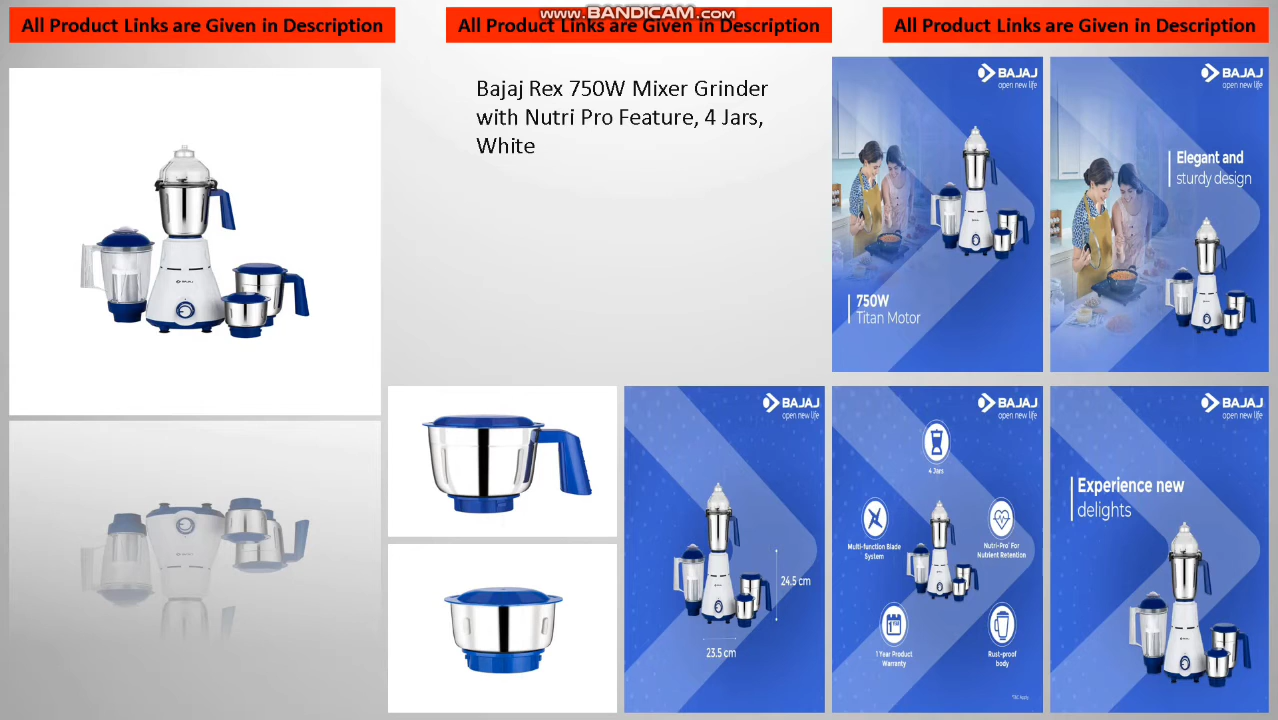 www.BANDICAM.com
All Product Links are Given in Description
All Product Links are Given in Description
All Product Links are Given in Description
Bajaj Rex 750W Mixer Grinder
with Nutri Pro Feature, 4 Jars,
White
BAJAJ
BAJAJ
open new life
750W
Titan Motor
BAJAJ
open new life
Elegant and
sturdy design
BAJAJ
open new life
24.5 cm
23.5 cm
BAJAJ
open new life
4 Jars
Multi-function Blade
System
Nutri-Pro* For
Nutrient Retention
1 Year Product
Warranty
Rust-proof
body
*T&C Apply
BAJAJ
open new life
Experience new
delights